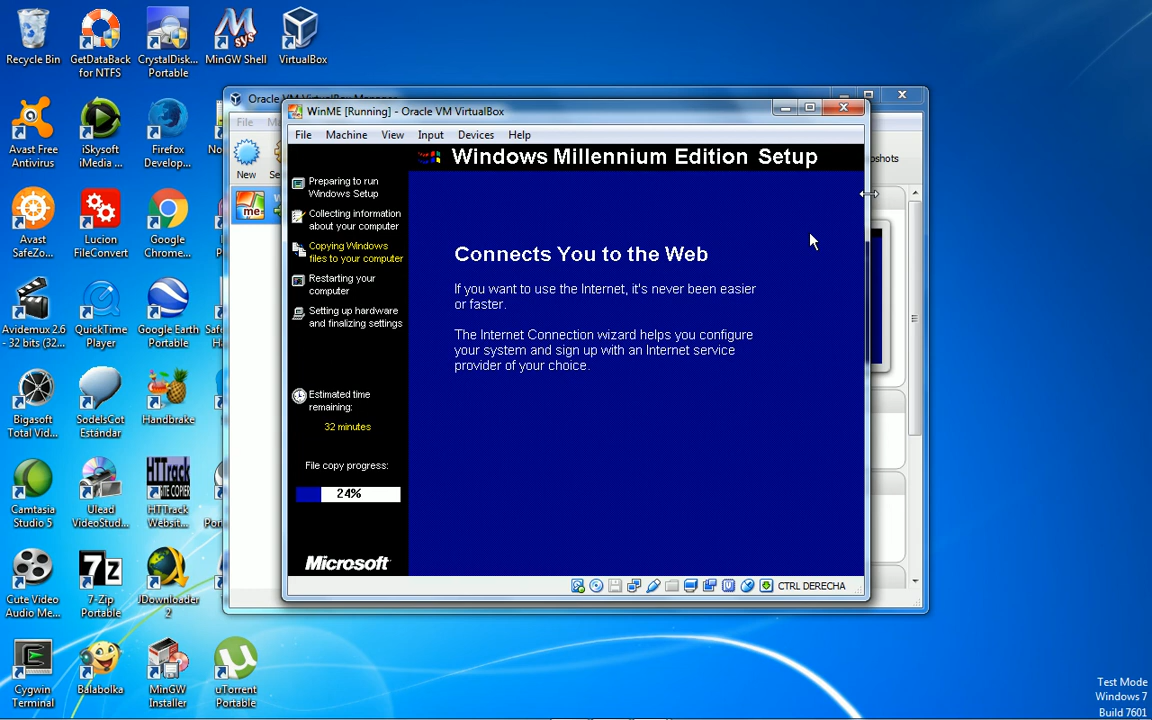 Recycle Bin
GetDataBack
for NTFS
CrystalDisk...
Portable
MinGW Shell
VirtualBox
Avast Free
Antivirus
iSkysoft
iMedia ...
Firefox
Develop...
Avast
SafeZo...
Lucion
FileConvert
Google
Chrome...
Avidemux 2.6
- 32 bits (32...
QuickTime
Player
Google Earth
Portable
Bigasoft
Total Vid...
SodelsCot
Estándar
Handbrake
Camtasia
Studio 5
Ulead
VideoStud...
HTTrack
Websit...
Cute Video
Audio Me...
7-Zip
Portable
JDownloader
2
Cygwin
Terminal
Balabolka
MinGW
Installer
uTorrent
Portable
Oracle VM VirtualBox Manager
File
New
WinME [Running] - Oracle VM VirtualBox
File Machine View Input Devices Help
Windows Millennium Edition Setup
Preparing to run
Windows Setup
Collecting information
about your computer
Copying Windows
files to your computer
Restarting your
computer
Setting up hardware
and finalizing settings
Estimated time
remaining:
32 minutes
File copy progress:
24%
Microsoft
Connects You to the Web
If you want to use the Internet, it's never been easier
or faster.
The Internet Connection wizard helps you configure
your system and sign up with an Internet service
provider of your choice.
CTRL DERECHA
Test Mode
Windows 7
Build 7601